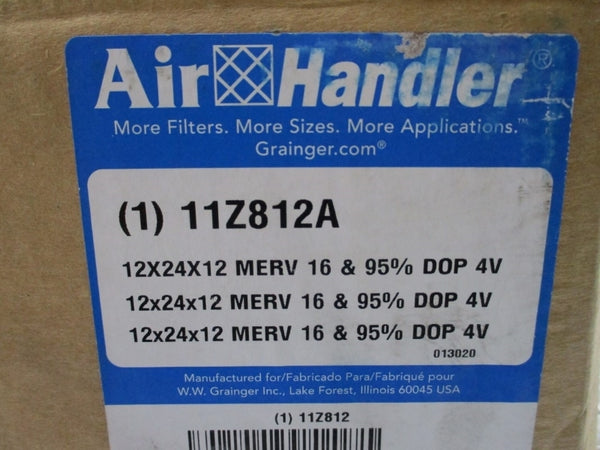 Air Handler®
More Filters. More Sizes. More Applications.™
Grainger.com®
(1) 11Z812A
12X24X12 MERV 16 & 95% DOP 4V
12x24x12 MERV 16 & 95% DOP 4V
12x24x12 MERV 16 & 95% DOP 4V
013020
Manufactured for/Fabricado Para/Fabriqué pour
W.W. Grainger Inc., Lake Forest, Illinois 60045 USA
(1) 11Z812